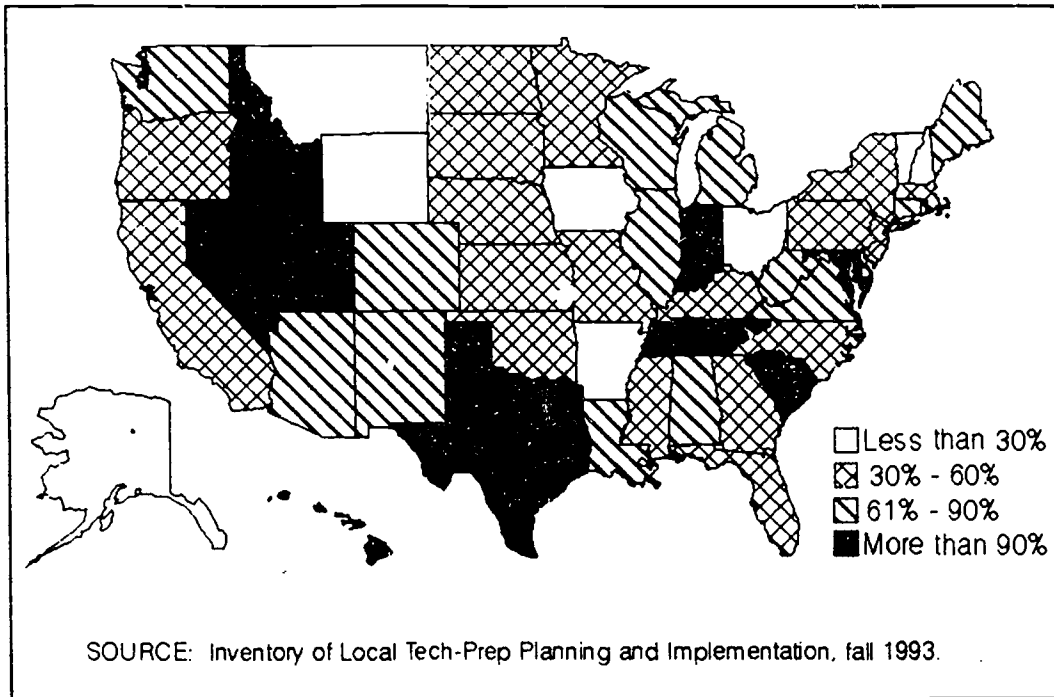 Less than 30%
30% - 60%
61% - 90%
More than 90%
SOURCE: Inventory of Local Tech-Prep Planning and Implementation, fall 1993.